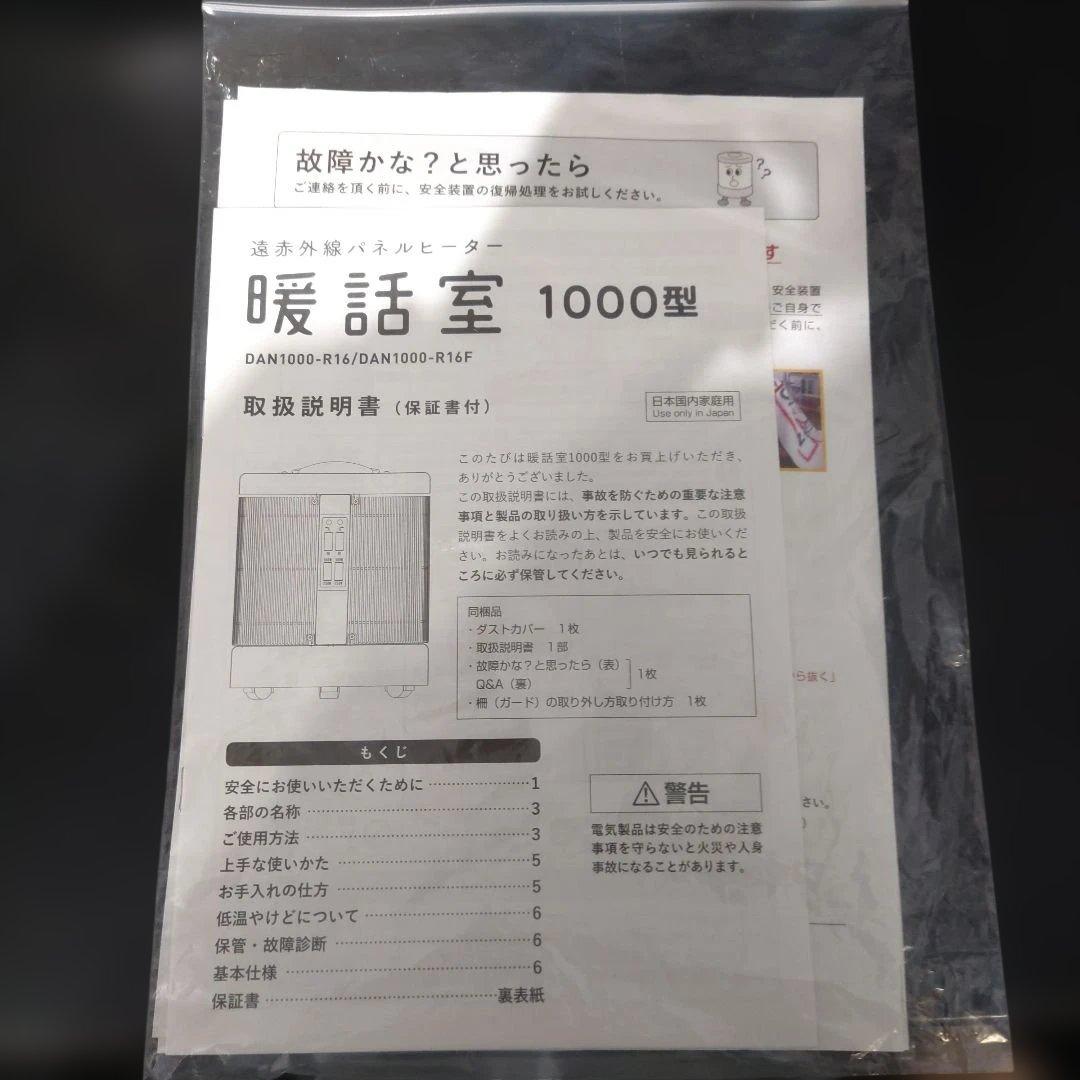 故障かな？と思ったら
ご連絡を頂く前に、安全装置の復帰処理をお試しください。
??
す
安全装置
ご自身で
だく前に、
遠赤外線パネルヒーター
暖話室 1000型
DAN1000-R16/DAN1000-R16F
取扱説明書（保証書付）
日本国内家庭用
Use only in Japan
このたびは暖話室1000型をお買上げいただき、
ありがとうございました。
この取扱説明書には、事故を防ぐための重要な注意
事項と製品の取り扱い方を示しています。この取扱
説明書をよくお読みの上、製品を安全にお使いくだ
さい。お読みになったあとは、いつでも見られると
ころに必ず保管してください。
同梱品
・ダストカバー　1枚
・取扱説明書　1部
・故障かな？と思ったら（表）
Q&A（裏）
1枚
・柵（ガード）の取り外し方取り付け方　1枚
ら抜く」
もくじ
安全にお使いいただくために…………………1
各部の名称…………………3
ご使用方法…………………3
上手な使いかた…………………5
お手入れの仕方…………………5
低温やけどについて…………………6
保管・故障診断…………………6
基本仕様…………………6
保証書…………………裏表紙
⚠警告
電気製品は安全のための注意
事項を守らないと火災や人身
事故になることがあります。
さい。
）